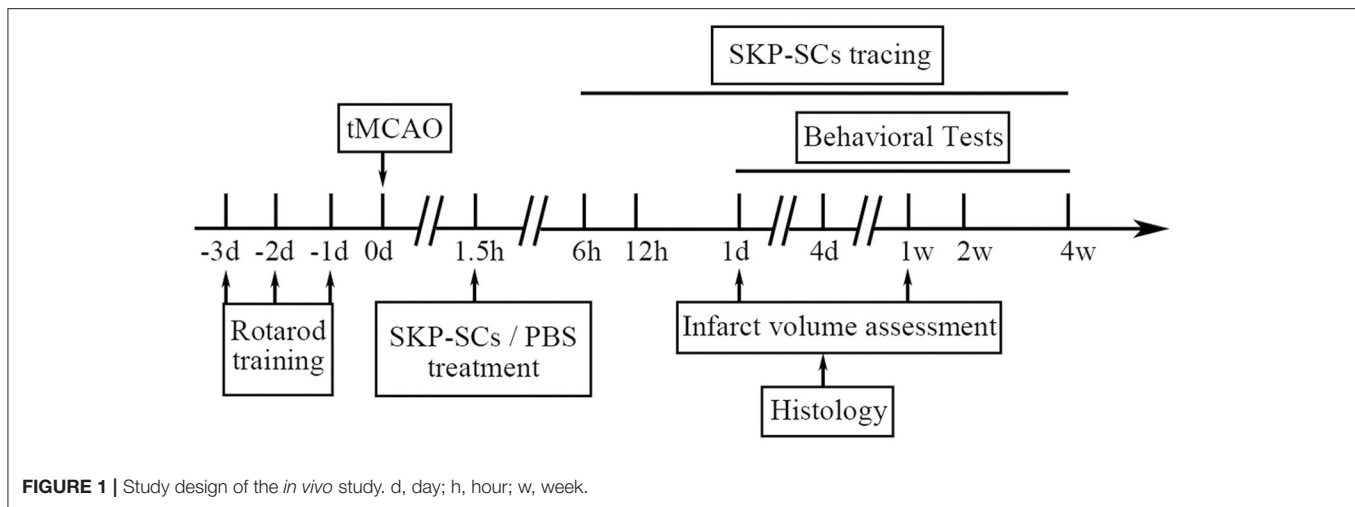 SKP-SCs tracing
tMCAO
Behavioral Tests
-3d -2d -1d 0d 1.5h 6h 12h 1d 4d 1w 2w 4w
Rotarod
training
SKP-SCs / PBS
treatment
Infarct volume assessment
Histology
FIGURE 1 | Study design of the in vivo study. d, day; h, hour; w, week.